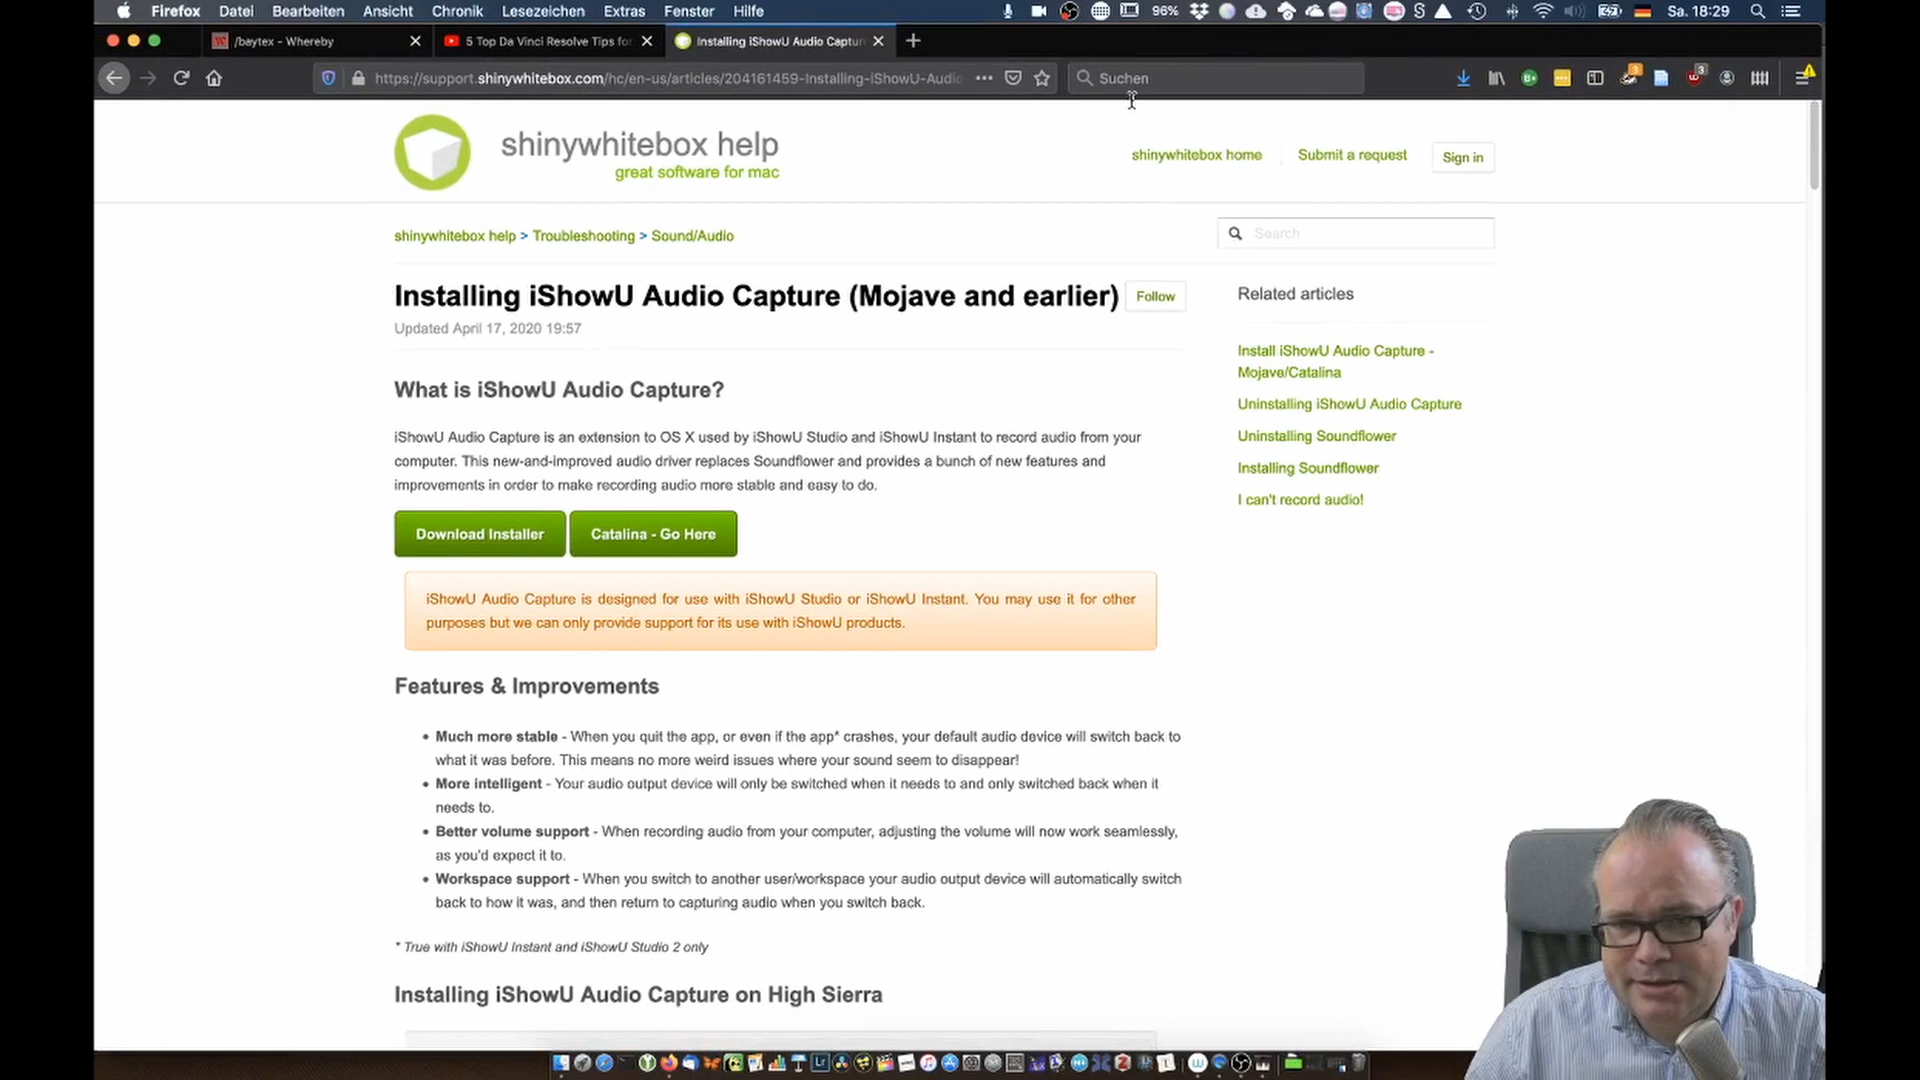 Firefox Datei Bearbeiten Ansicht Chronik Lesezeichen Extras Fenster Hilfe 96% Sa. 18:29
/baytex - Whereby 5 Top Da Vinci Resolve Tips for Installing iShowU Audio Captur
https://support.shinywhitebox.com/hc/en-us/articles/204161459-Installing-iShowU-Audio Suchen
shinywhitebox help
great software for mac
shinywhitebox home Submit a request Sign in
shinywhitebox help > Troubleshooting > Sound/Audio
Search
Installing iShowU Audio Capture (Mojave and earlier) Follow
Updated April 17, 2020 19:57
What is iShowU Audio Capture?
iShowU Audio Capture is an extension to OS X used by iShowU Studio and iShowU Instant to record audio from your
computer. This new-and-improved audio driver replaces Soundflower and provides a bunch of new features and
improvements in order to make recording audio more stable and easy to do.
Download Installer Catalina - Go Here
iShowU Audio Capture is designed for use with iShowU Studio or iShowU Instant. You may use it for other
purposes but we can only provide support for its use with iShowU products.
Features & Improvements
• Much more stable - When you quit the app, or even if the app* crashes, your default audio device will switch back to
what it was before. This means no more weird issues where your sound seem to disappear!
• More intelligent - Your audio output device will only be switched when it needs to and only switched back when it
needs to.
• Better volume support - When recording audio from your computer, adjusting the volume will now work seamlessly,
as you'd expect it to.
• Workspace support - When you switch to another user/workspace your audio output device will automatically switch
back to how it was, and then return to capturing audio when you switch back.
* True with iShowU Instant and iShowU Studio 2 only
Installing iShowU Audio Capture on High Sierra
Related articles
Install iShowU Audio Capture -
Mojave/Catalina
Uninstalling iShowU Audio Capture
Uninstalling Soundflower
Installing Soundflower
I can't record audio!